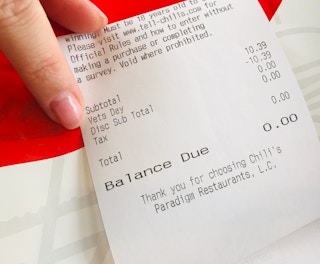 winning. Must be 18 years old to
Please visit www.tell-chilis.com for
Official Rules and how to enter without
making a purchase or completing
a survey. Void where prohibited.
Subtotal 10.39
Vets Day -10.39
Disc Sub Total 0.00
Tax 0.00
Total 0.00
Balance Due 0.00
Thank you for choosing Chili's
Paradigm Restaurants, L.C.